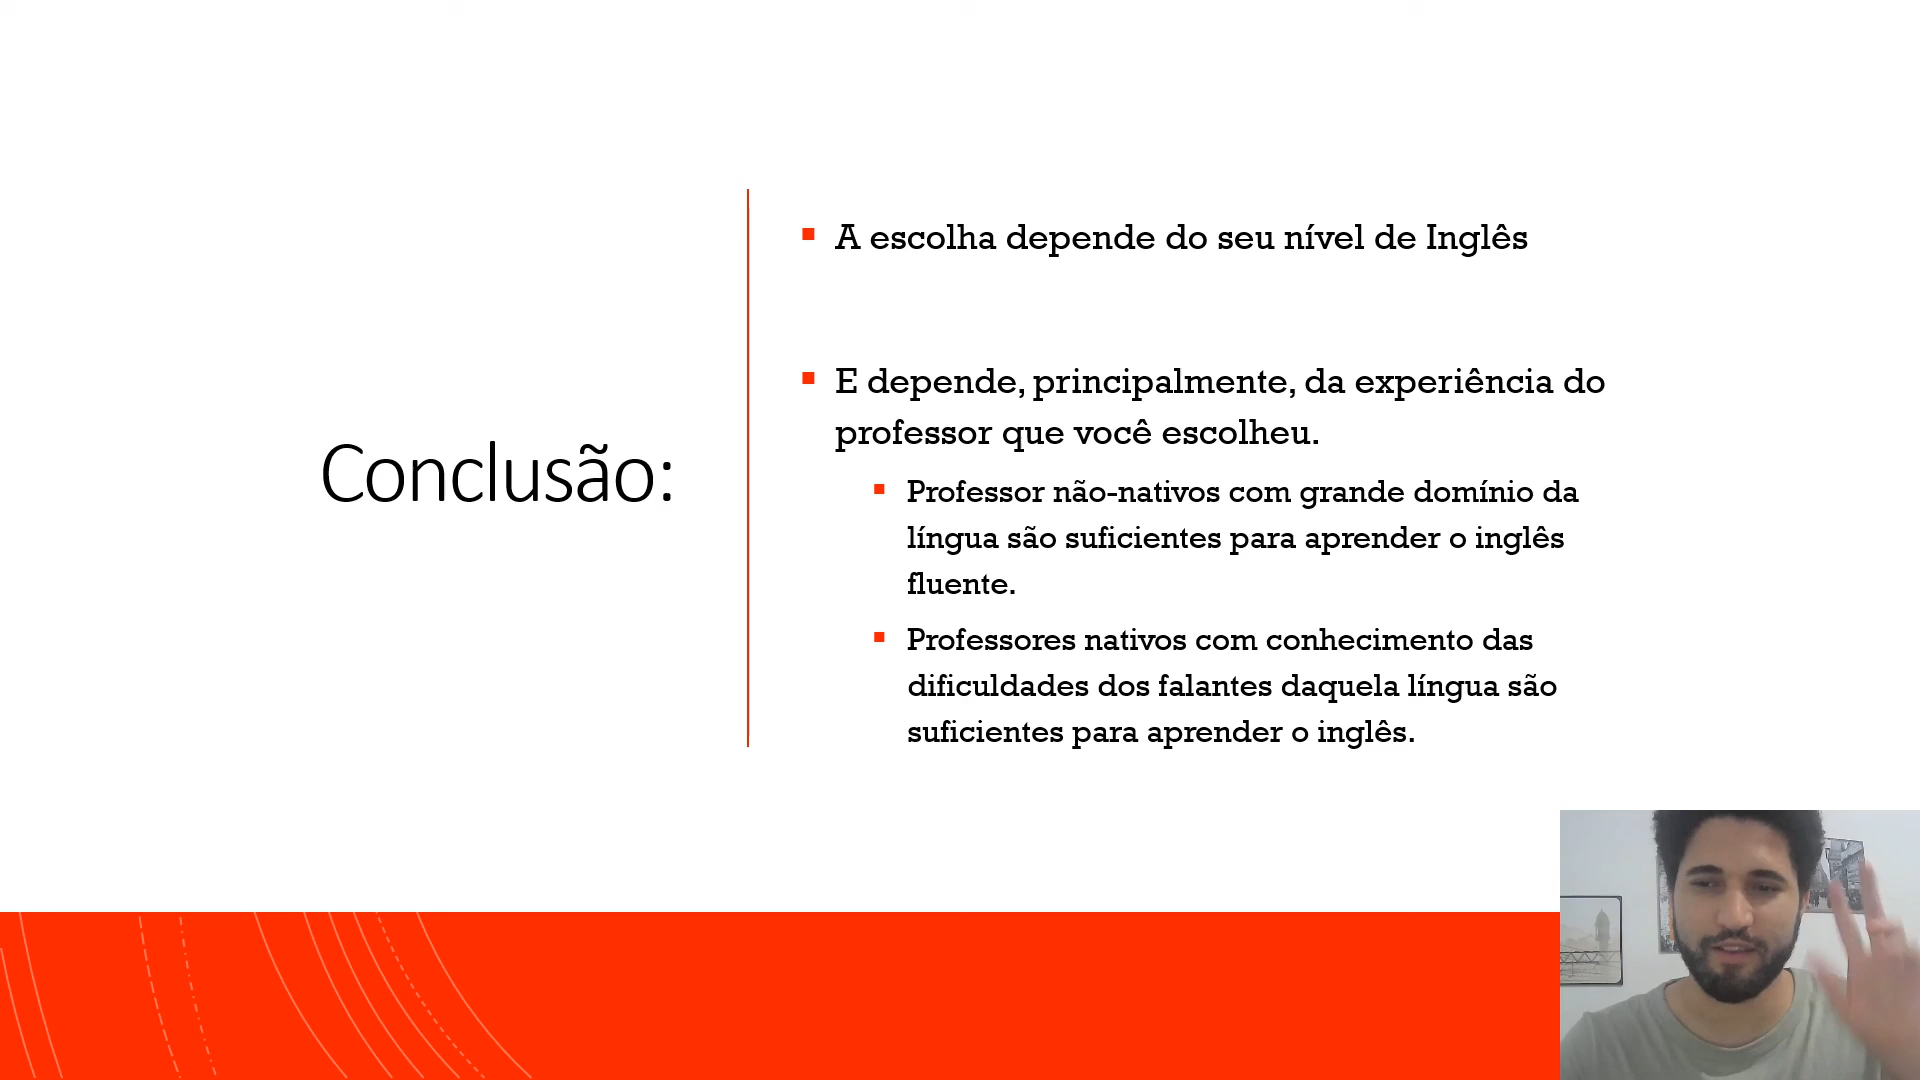 Conclusão:
A escolha depende do seu nível de Inglês
E depende, principalmente, da experiência do
professor que você escolheu.
Professor não-nativos com grande domínio da
língua são suficientes para aprender o inglês
fluente.
Professores nativos com conhecimento das
dificuldades dos falantes daquela língua são
suficientes para aprender o inglês.